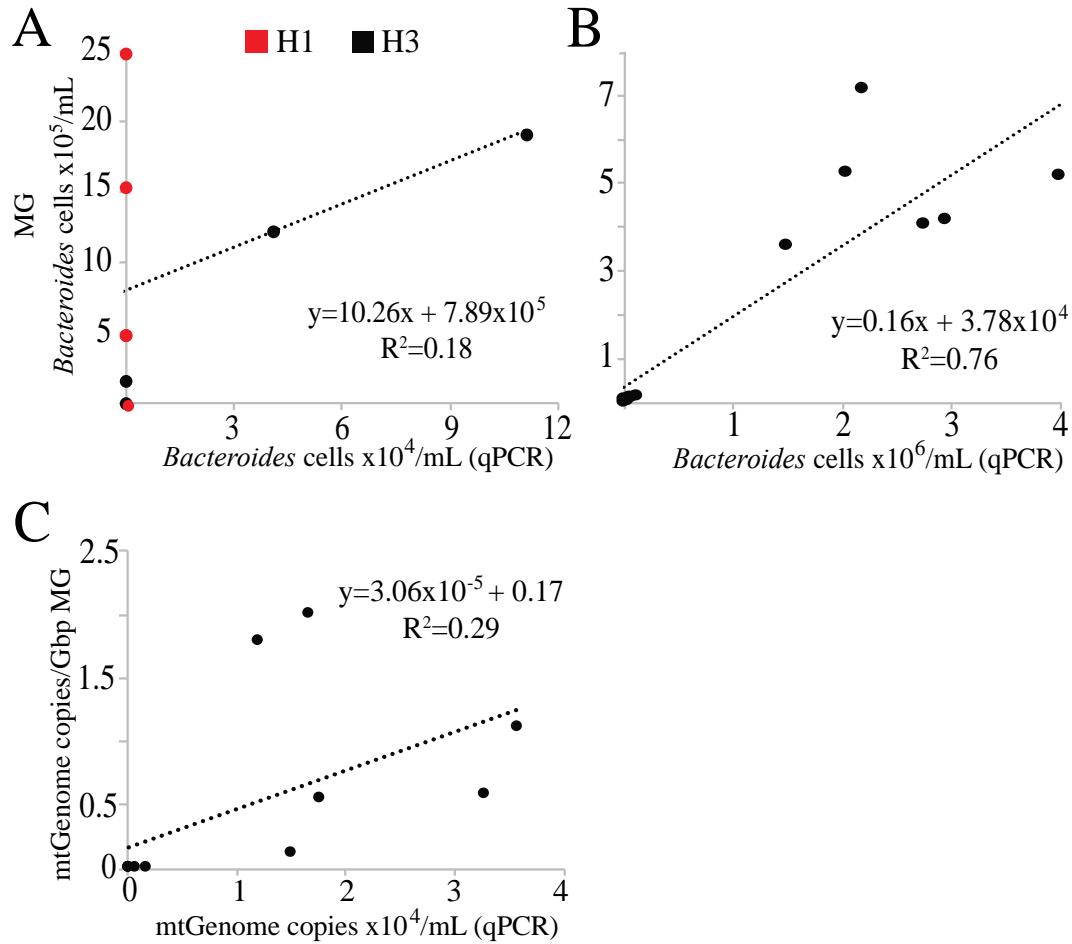 A
H1
H3
25
20
15
10
5
MG
Bacteroides cells x10⁵/mL
y=10.26x + 7.89x10⁵
R²=0.18
3
6
9
12
Bacteroides cells x10⁴/mL (qPCR)
B
7
5
3
1
y=0.16x + 3.78x10⁴
R²=0.76
1
2
3
4
Bacteroides cells x10⁶/mL (qPCR)
C
2.5
1.5
0.5
0
mtGenome copies/Gbp MG
y=3.06x10⁻⁵ + 0.17
R²=0.29
0
1
2
3
4
mtGenome copies x10⁴/mL (qPCR)